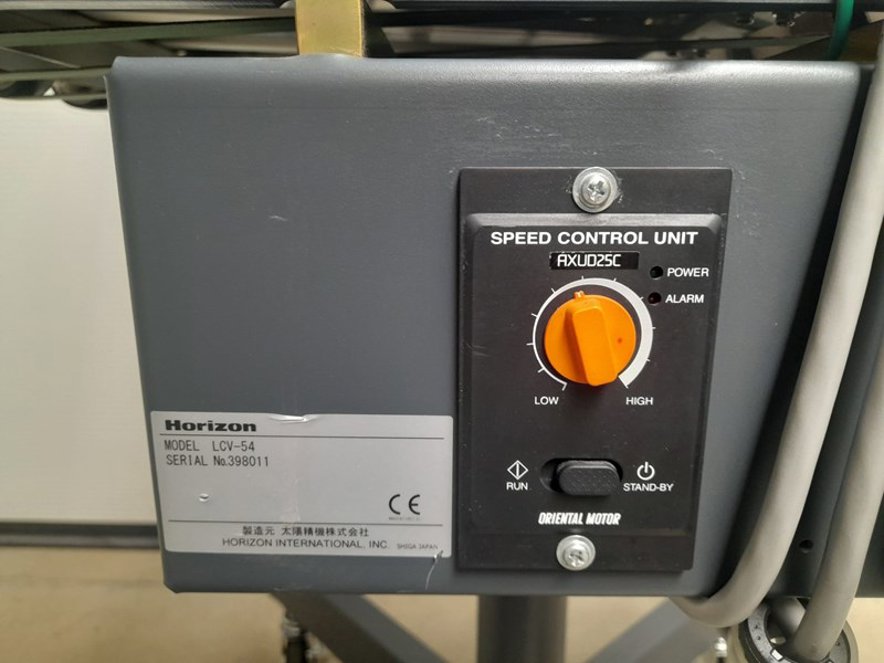 SPEED CONTROL UNIT
AXUD25C
POWER
ALARM
LOW HIGH
RUN STAND-BY
ORIENTAL MOTOR
Horizon
MODEL LCV-54
SERIAL No.398011
CE
製造元 太陽精機株式会社
HORIZON INTERNATIONAL, INC. SHIGA JAPAN